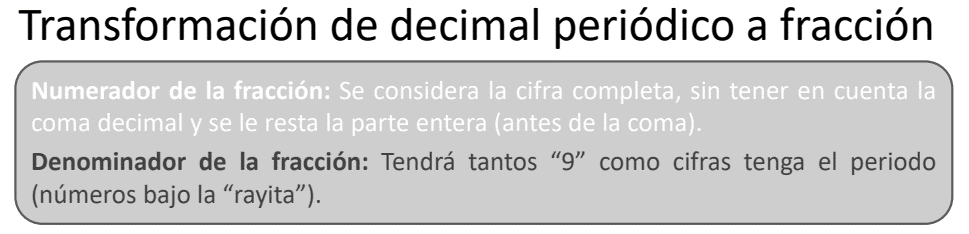 Transformación de decimal periódico a fracción
Numerador de la fracción: Se considera la cifra completa, sin tener en cuenta la
coma decimal y se le resta la parte entera (antes de la coma).
Denominador de la fracción: Tendrá tantos “9” como cifras tenga el periodo
(números bajo la “rayita”).